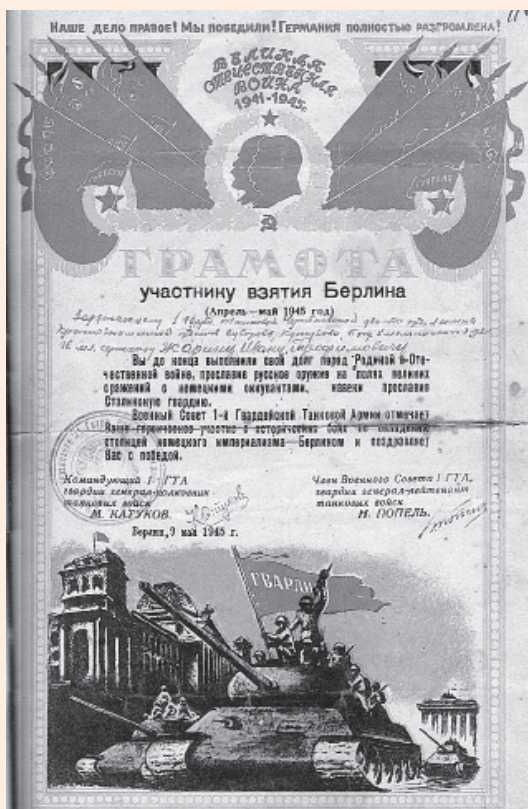 НАШЕ ДЕЛО ПРАВОЕ! МЫ ПОБЕДИЛИ! ГЕРМАНИЯ ПОЛНОСТЬЮ РАЗГРОМЛЕНА!
ВЕЛИКАЯ
ОТЕЧЕСТВЕННАЯ
ВОЙНА
1941-1945г.
ГРАМОТА
участнику взятия Берлина
(Апрель – май 1945 год)
Вы до конца выполнили свой долг перед Родиной в Оте-
чественной войне, прославив русское оружие на полях великих
сражений с немецкими оккупантами, навеки прославив
Сталинскую гвардию.
Военный Совет 1-й Гвардейской Танковой Армии отмечает
Ваше героическое участие в исторических боях по овладению
столицей немецкого империализма – Берлином и поздравляет
Вас с победой.
Командующий 1 ГТА
гвардии генерал-полковник
танковых войск
М. КАТУКОВ.
Член Военного Совета 1 ГТА,
гвардии генерал-лейтенант
танковых войск
Н. ПОПЕЛЬ.
Берлин, 9 май 1945 г.
ГВАРДИ